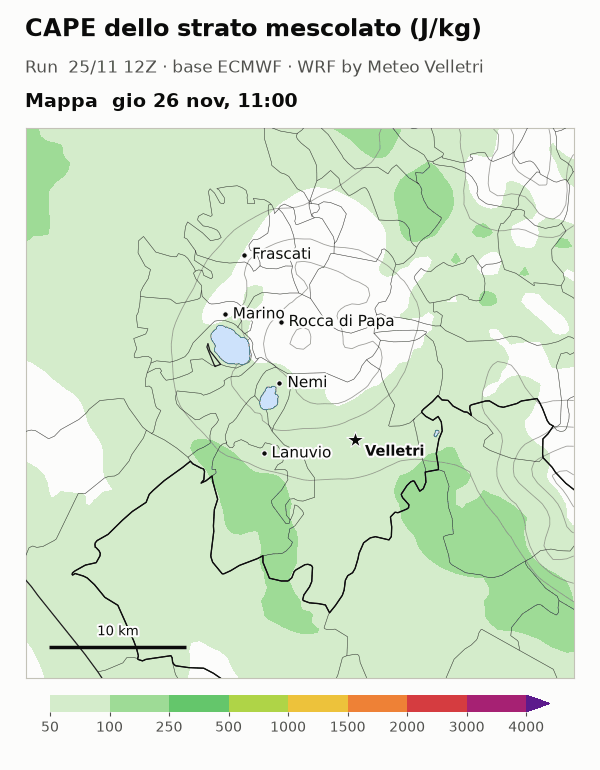 CAPE dello strato mescolato (J/kg)
Run  25/11 12Z · base ECMWF · WRF by Meteo Velletri
Mappa  gio 26 nov, 11:00
Frascati
Marino
Rocca di Papa
Nemi
Lanuvio
Velletri
10 km
50 100 250 500 1000 1500 2000 3000 4000